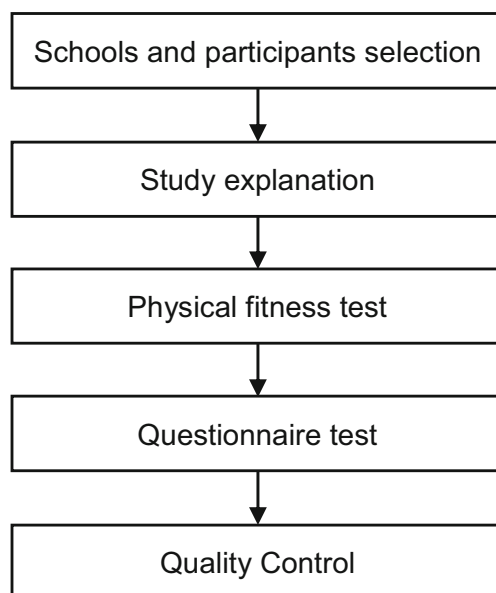 Schools and participants selection
Study explanation
Physical fitness test
Questionnaire test
Quality Control